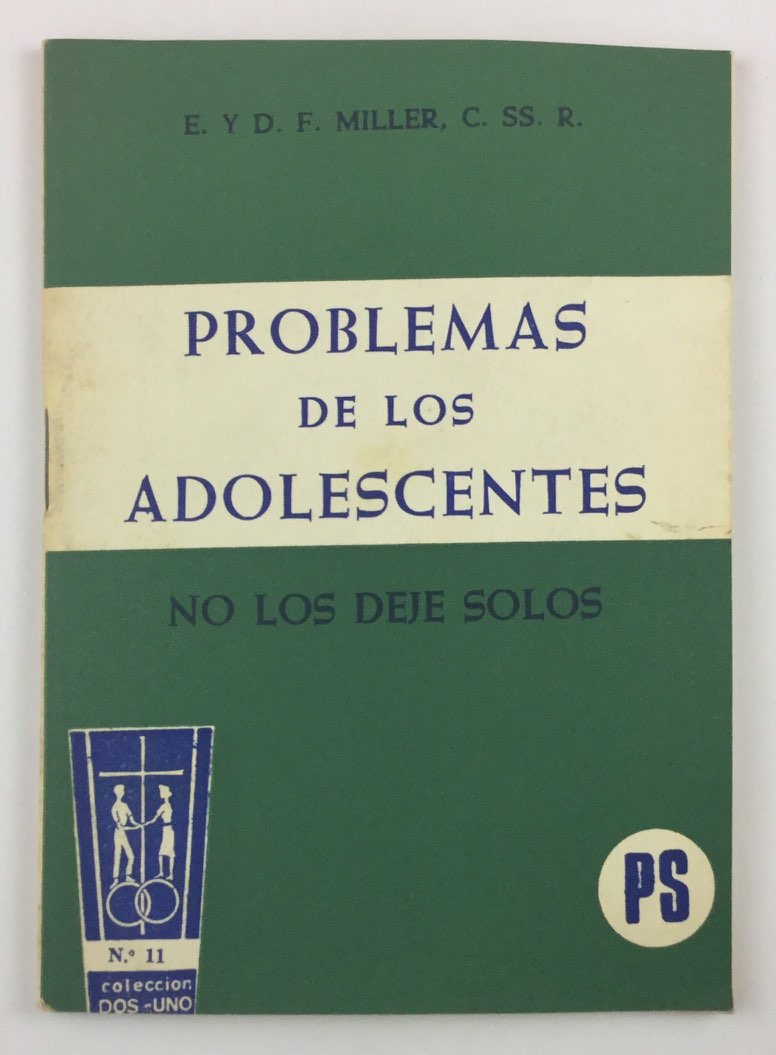 E. Y D. F. MILLER, C. SS. R.
PROBLEMAS
DE LOS
ADOLESCENTES
NO LOS DEJE SOLOS
PS
N.º 11
coleccion
DOS-UNO